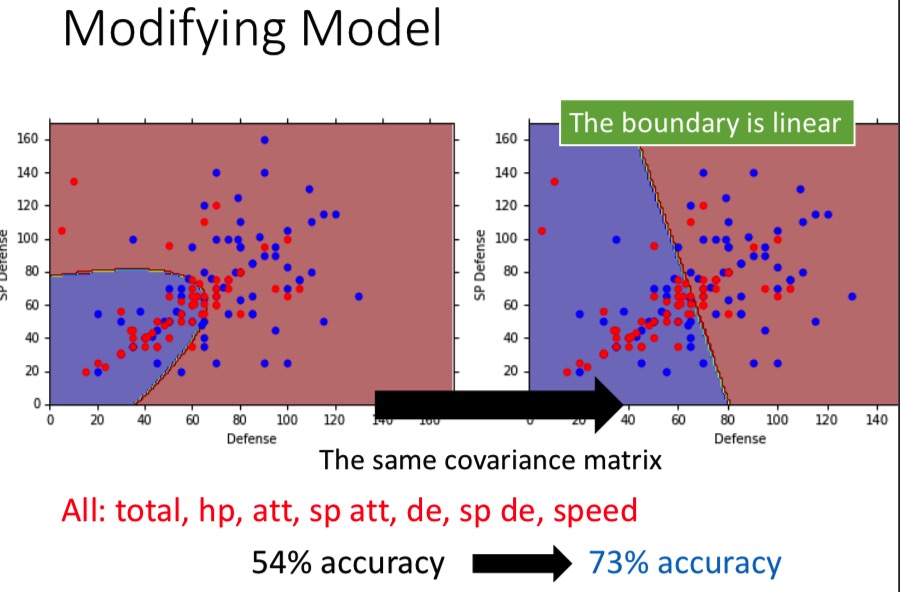 Modifying Model
The boundary is linear
160
140
120
100
80
60
40
20
0
SP Defense
0 20 40 60 80 100 120 140 160
Defense
160
140
120
100
80
60
40
20
SP Defense
0 20 40 60 80 100 120 140
Defense
The same covariance matrix
All: total, hp, att, sp att, de, sp de, speed
54% accuracy 73% accuracy